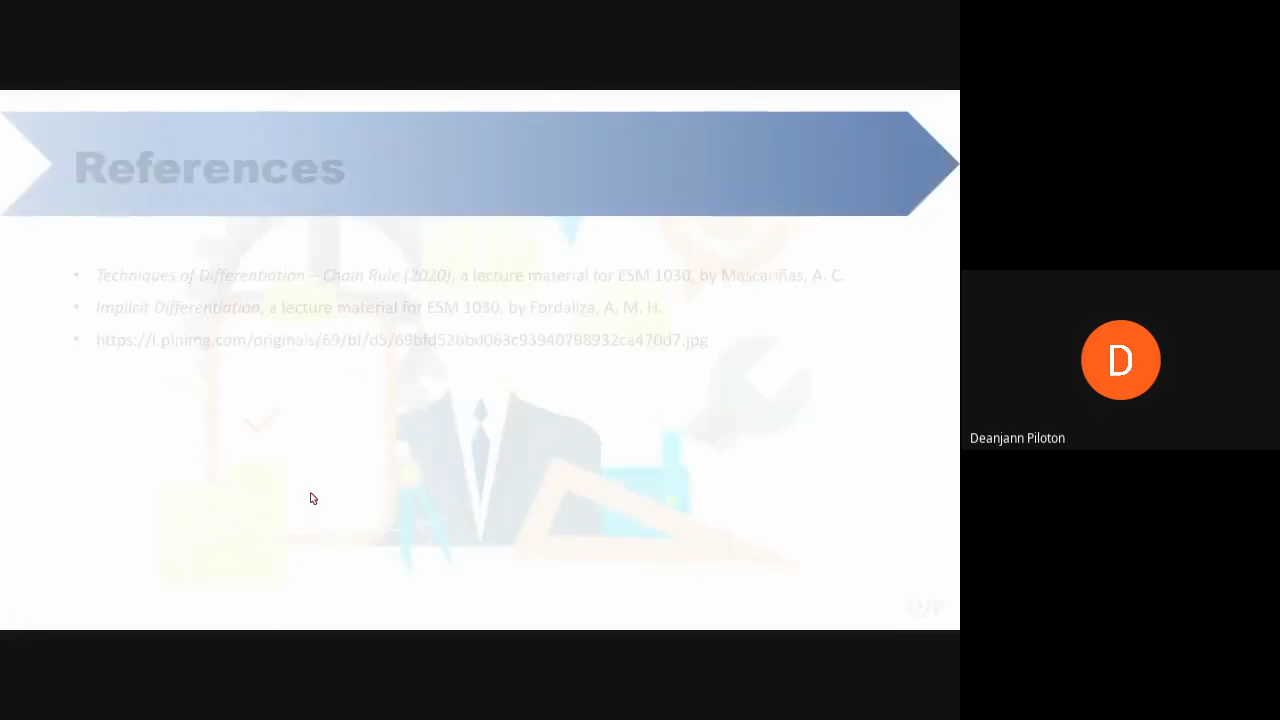 References
• Techniques of Differentiation – Chain Rule (2020), a lecture material for ESM 1030, by Mascariñas, A. C.
• Implicit Differentiation, a lecture material for ESM 1030, by Fordaliza, A. M. H.
• https://i.pinimg.com/originals/69/bf/d5/69bfd52bbd063c93940798932ca470d7.jpg
D
Deanjann Piloton